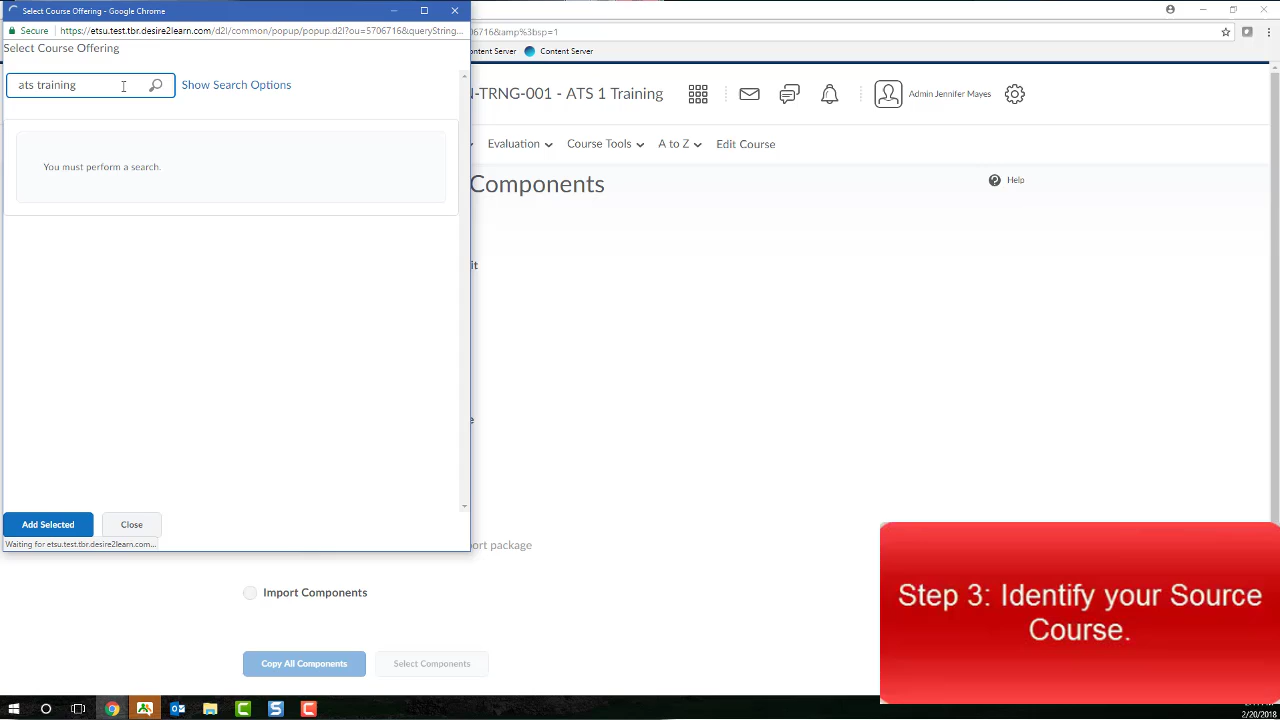 Select Course Offering - Google Chrome
Secure https://etsu.test.tbr.desire2learn.com/d2l/common/popup/popup.d2l?ou=5706716&queryString...
6716&amp%3bsp=1
Select Course Offering
ontent Server Content Server
ats training Show Search Options
N-TRNG-001 - ATS 1 Training Admin Jennifer Mayes
Evaluation Course Tools A to Z Edit Course
You must perform a search.
Components Help
it
e
Add Selected Close
Waiting for etsu.test.tbr.desire2learn.com...
ort package
Import Components
Step 3: Identify your Source
Course.
Copy All Components Select Components
2/20/2018